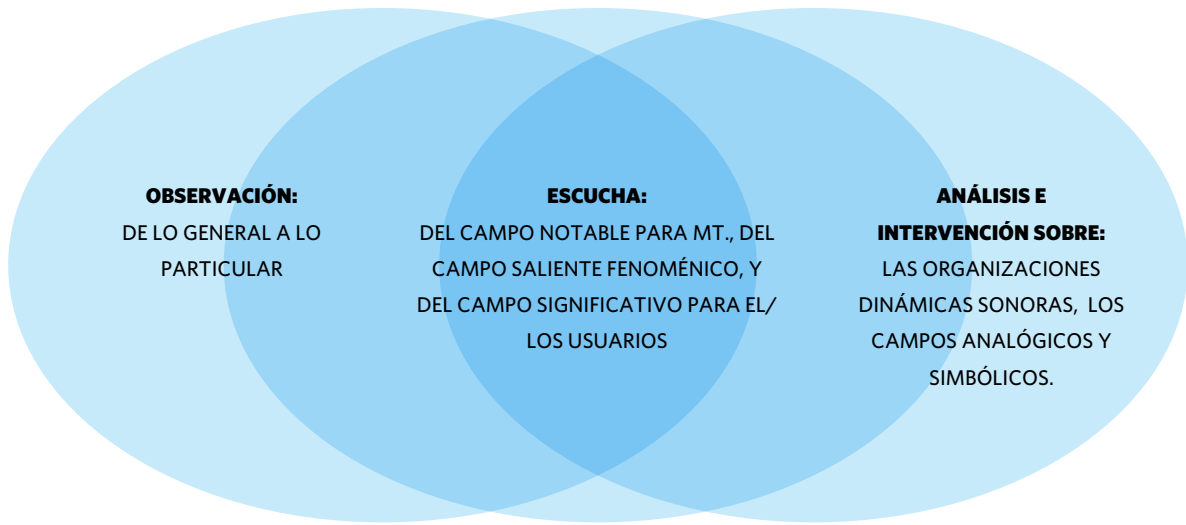 OBSERVACIÓN:
DE LO GENERAL A LO
PARTICULAR
ESCUCHA:
DEL CAMPO NOTABLE PARA MT., DEL
CAMPO SALIENTE FENOMÉNICO, Y
DEL CAMPO SIGNIFICATIVO PARA EL/
LOS USUARIOS
ANÁLISIS E
INTERVENCIÓN SOBRE:
LAS ORGANIZACIONES
DINÁMICAS SONORAS, LOS
CAMPOS ANALÓGICOS Y
SIMBÓLICOS.